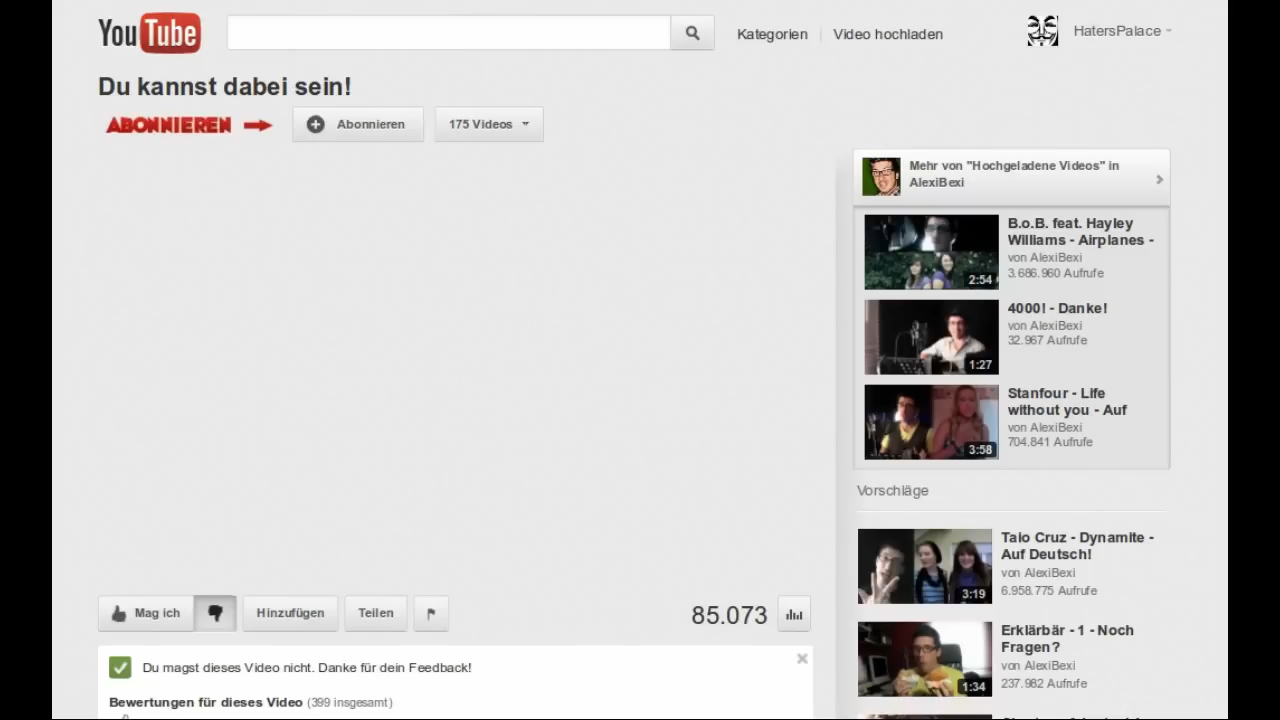 YouTube
Kategorien
Video hochladen
HatersPalace
Du kannst dabei sein!
ABONNIEREN
Abonnieren
175 Videos
Mehr von "Hochgeladene Videos" in
AlexiBexi
B.o.B. feat. Hayley
Williams - Airplanes -
von AlexiBexi
3.686.960 Aufrufe
2:54
4000! - Danke!
von AlexiBexi
32.967 Aufrufe
1:27
Stanfour - Life
without you - Auf
von AlexiBexi
704.841 Aufrufe
3:58
Vorschläge
Taio Cruz - Dynamite -
Auf Deutsch!
von AlexiBexi
6.958.775 Aufrufe
3:19
Erklärbär - 1 - Noch
Fragen?
von AlexiBexi
237.982 Aufrufe
1:34
Mag ich
Hinzufügen
Teilen
85.073
Du magst dieses Video nicht. Danke für dein Feedback!
Bewertungen für dieses Video (399 insgesamt)